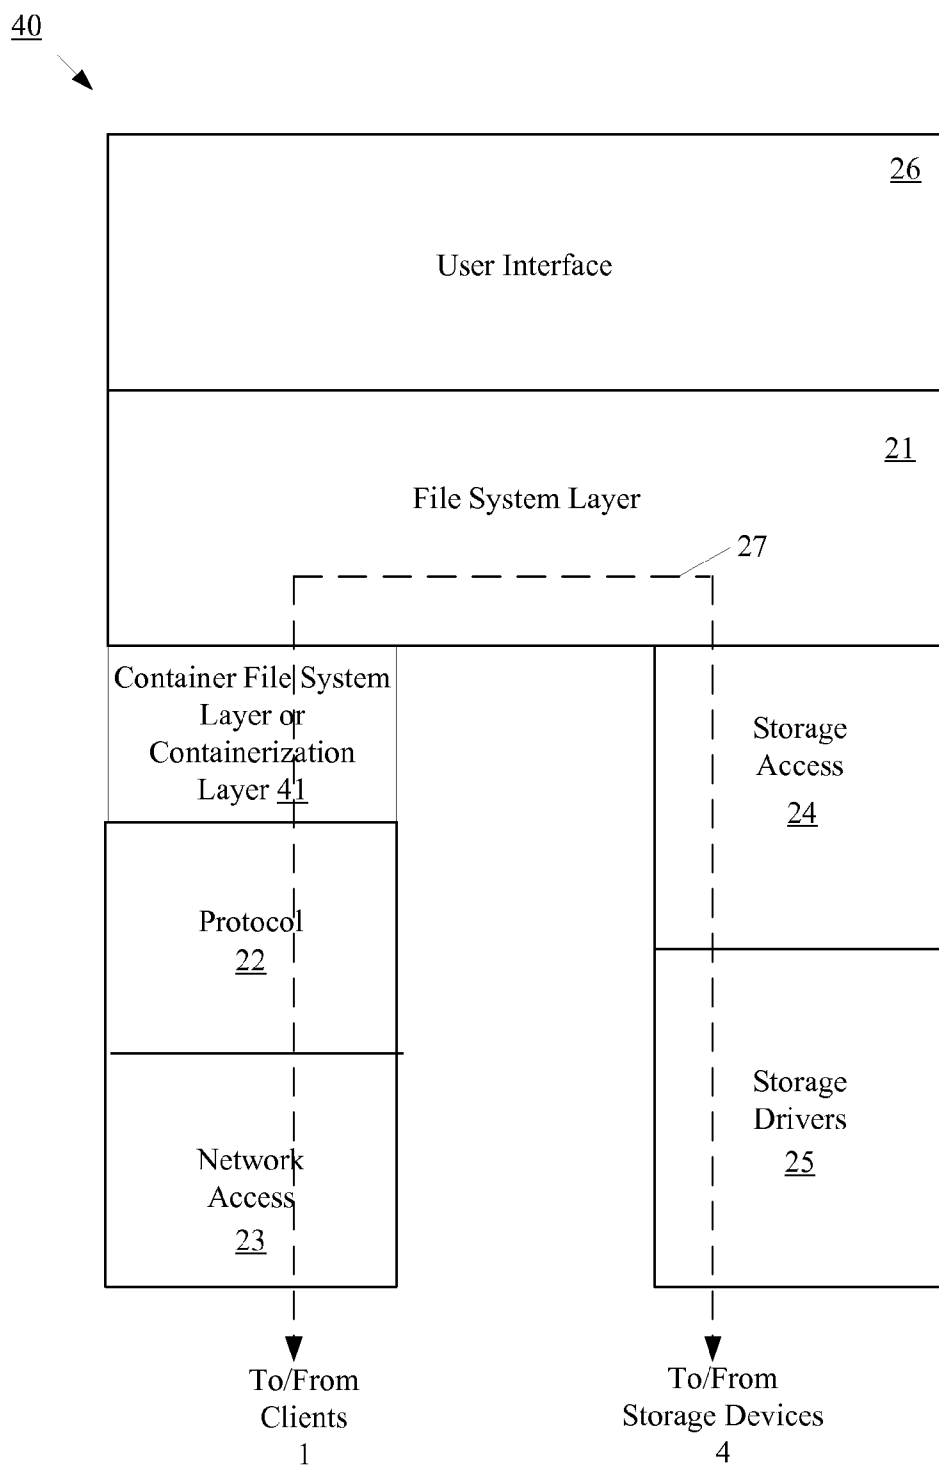 40
26
User Interface
21
File System Layer
27
Container File System
Layer or
Containerization
Layer 41
Storage
Access
24
Protocol
22
Storage
Drivers
25
Network
Access
23
To/From
Clients
1
To/From
Storage Devices
4